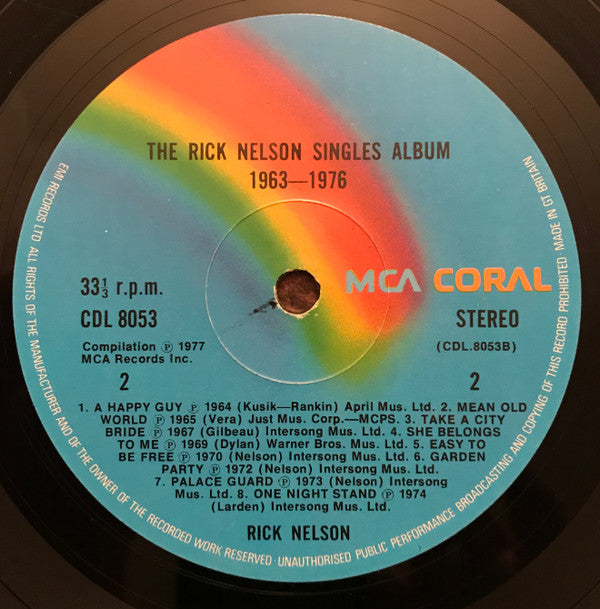 THE RICK NELSON SINGLES ALBUM
1963—1976
MCA CORAL
33⅓ r.p.m.
CDL 8053
STEREO
Compilation ℗ 1977
MCA Records Inc.
(CDL.8053B)
2
2
1. A HAPPY GUY ℗ 1964 (Kusik—Rankin) April Mus. Ltd. 2. MEAN OLD
WORLD ℗ 1965 (Vera) Just Mus. Corp.—MCPS. 3. TAKE A CITY
BRIDE ℗ 1967 (Gilbeau) Intersong Mus. Ltd. 4. SHE BELONGS
TO ME ℗ 1969 (Dylan) Warner Bros. Mus. Ltd. 5. EASY TO
BE FREE ℗ 1970 (Nelson) Intersong Mus. Ltd. 6. GARDEN
PARTY ℗ 1972 (Nelson) Intersong Mus. Ltd.
7. PALACE GUARD ℗ 1973 (Nelson) Intersong
Mus. Ltd. 8. ONE NIGHT STAND ℗ 1974
(Larden) Intersong Mus. Ltd.
RICK NELSON
EMI RECORDS LTD ALL RIGHTS OF THE MANUFACTURER AND OF THE OWNER OF THE RECORDED WORK RESERVED · UNAUTHORISED PUBLIC PERFORMANCE BROADCASTING AND COPYING OF THIS RECORD PROHIBITED MADE IN GT BRITAIN